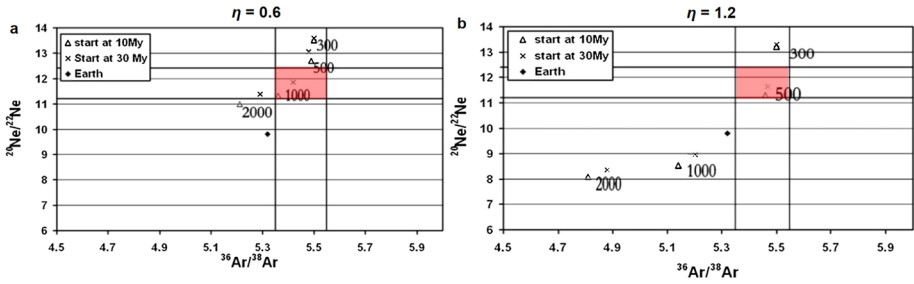 η = 0.6
a
14
13
12
11
10
9
8
7
6
20Ne/22Ne
start at 10My
Start at 30 My
Earth
300
500
1000
2000
4.5 4.7 4.9 5.1 5.3 5.5 5.7 5.9
36Ar/38Ar
η = 1.2
b
14
13
12
11
10
9
8
7
6
20Ne/22Ne
start at 10My
start at 30My
Earth
300
500
1000
2000
4.5 4.7 4.9 5.1 5.3 5.5 5.7 5.9
36Ar/38Ar